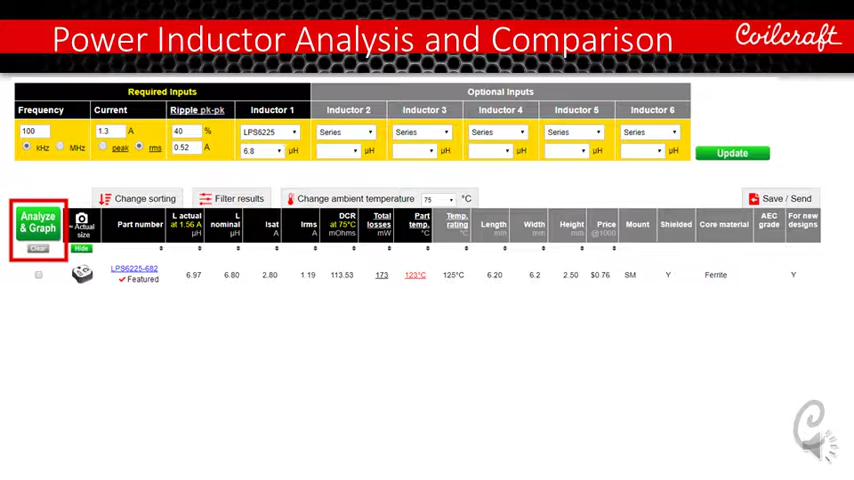 Power Inductor Analysis and Comparison
Coilcraft
Required Inputs
Optional Inputs
Frequency Current Ripple pk-pk Inductor 1 Inductor 2 Inductor 3 Inductor 4 Inductor 5 Inductor 6
100 1.3 A 40 % LPS6225 Series Series Series Series Series
kHz MHz peak rms 0.52 A 6.8 µH µH µH µH µH µH
Update
Change sorting Filter results Change ambient temperature 75 °C Save / Send
Analyze & Graph
Clear
≈ Actual size
Hide
Part number
L actual at 1.56 A µH
L nominal µH
Isat A
Irms A
DCR at 75°C mOhms
Total losses mW
Part temp. °C
Temp. rating °C
Length mm
Width mm
Height mm
Price @1000
Mount
Shielded
Core material
AEC grade
For new designs
LPS6225-682 6.97 6.80 2.80 1.19 113.53 173 123°C 125°C 6.20 6.2 2.50 $0.76 SM Y Ferrite Y
Featured